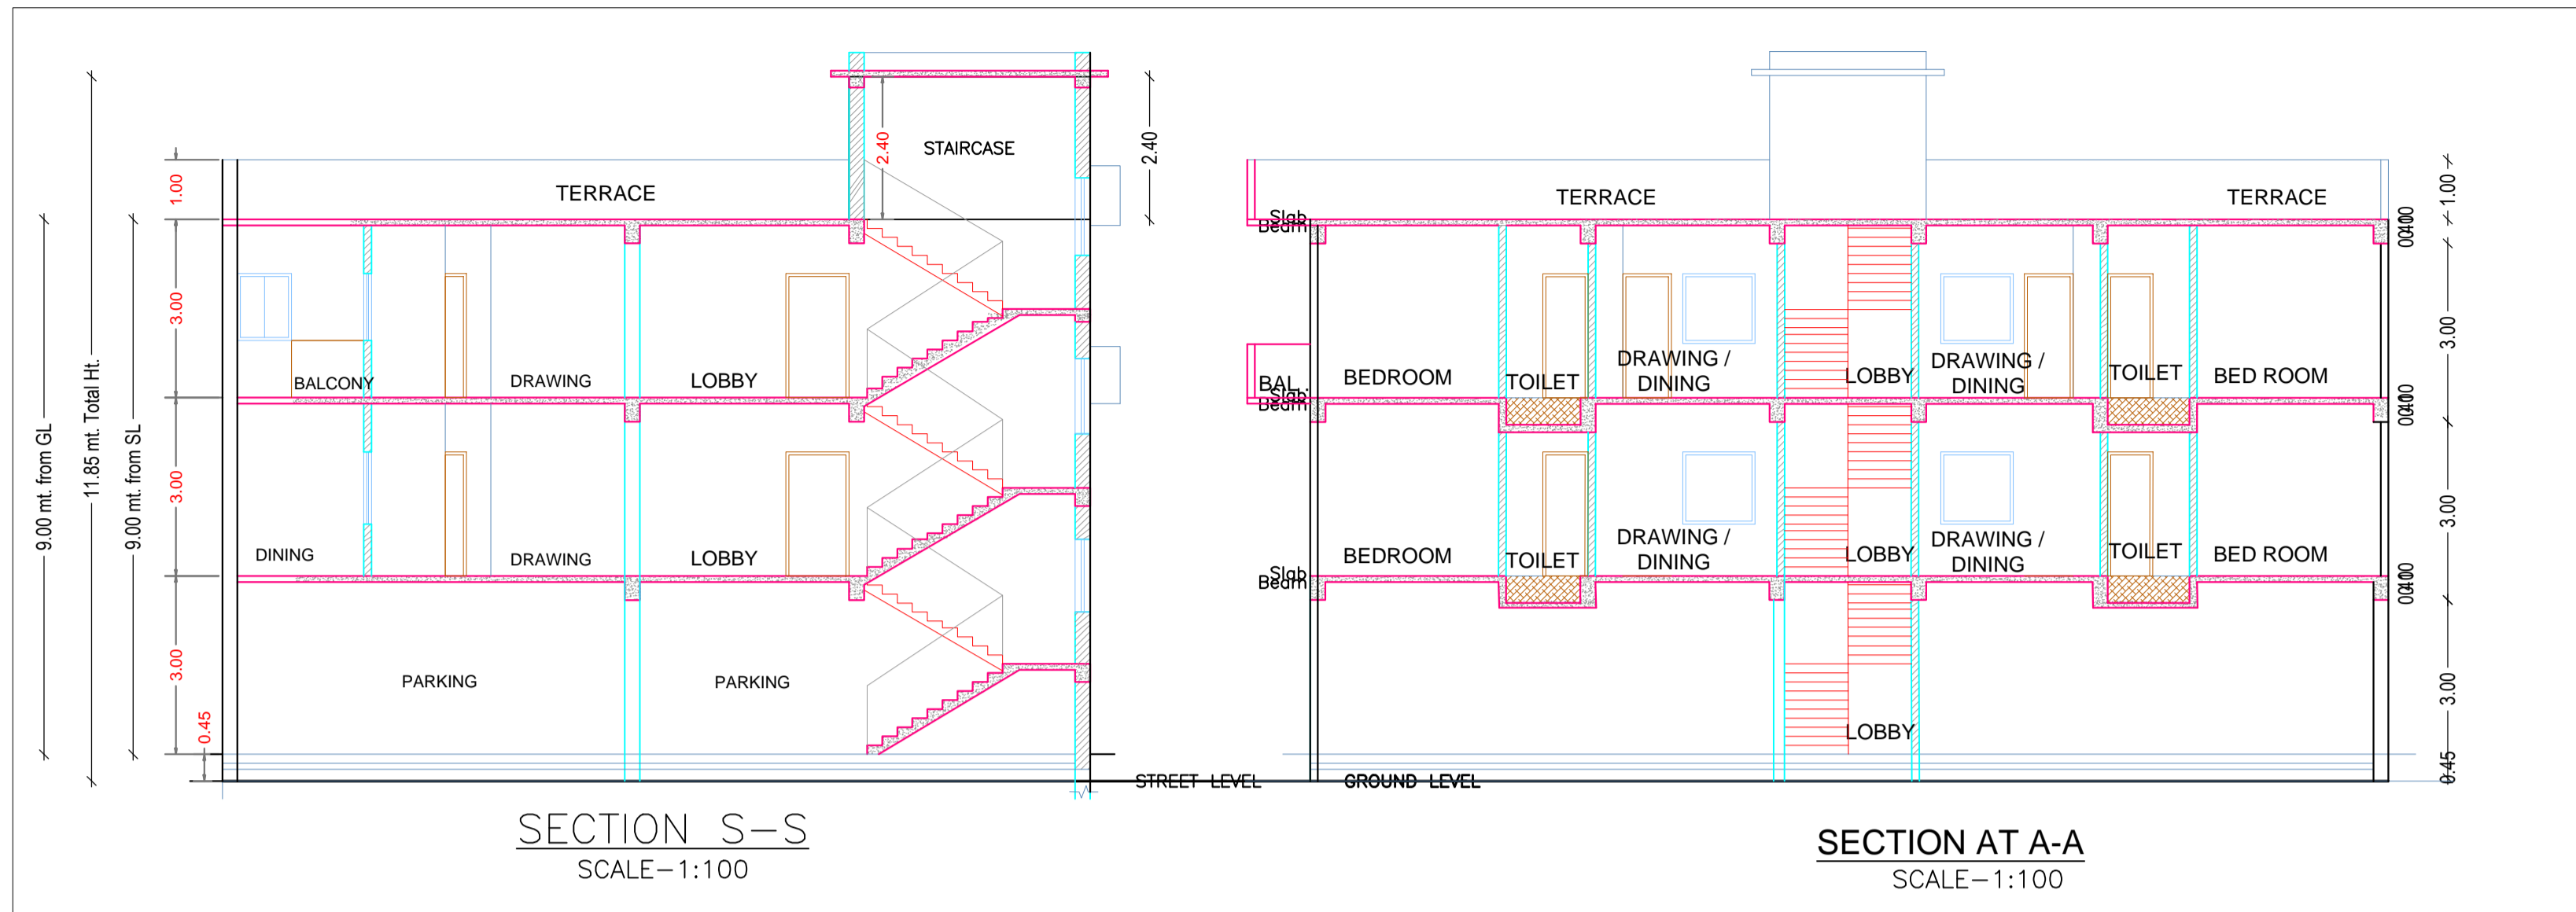 STAIRCASE
2.40
2.40
1.00
TERRACE
9.00 mt. from GL
11.85 mt. Total Ht.
9.00 mt. from SL
3.00
BALCONY
DRAWING
LOBBY
3.00
DINING
DRAWING
LOBBY
3.00
PARKING
PARKING
0.45
STREET LEVEL
SECTION S-S
SCALE-1:100
TERRACE
TERRACE
1.00
Slab
Beam
3.00
BAL.
BEDROOM
TOILET
DRAWING /
DINING
LOBBY
DRAWING /
DINING
TOILET
BED ROOM
Slab
Beam
3.00
BEDROOM
TOILET
DRAWING /
DINING
LOBBY
DRAWING /
DINING
TOILET
BED ROOM
Slab
Beam
3.00
LOBBY
0.45
GROUND LEVEL
SECTION AT A-A
SCALE-1:100